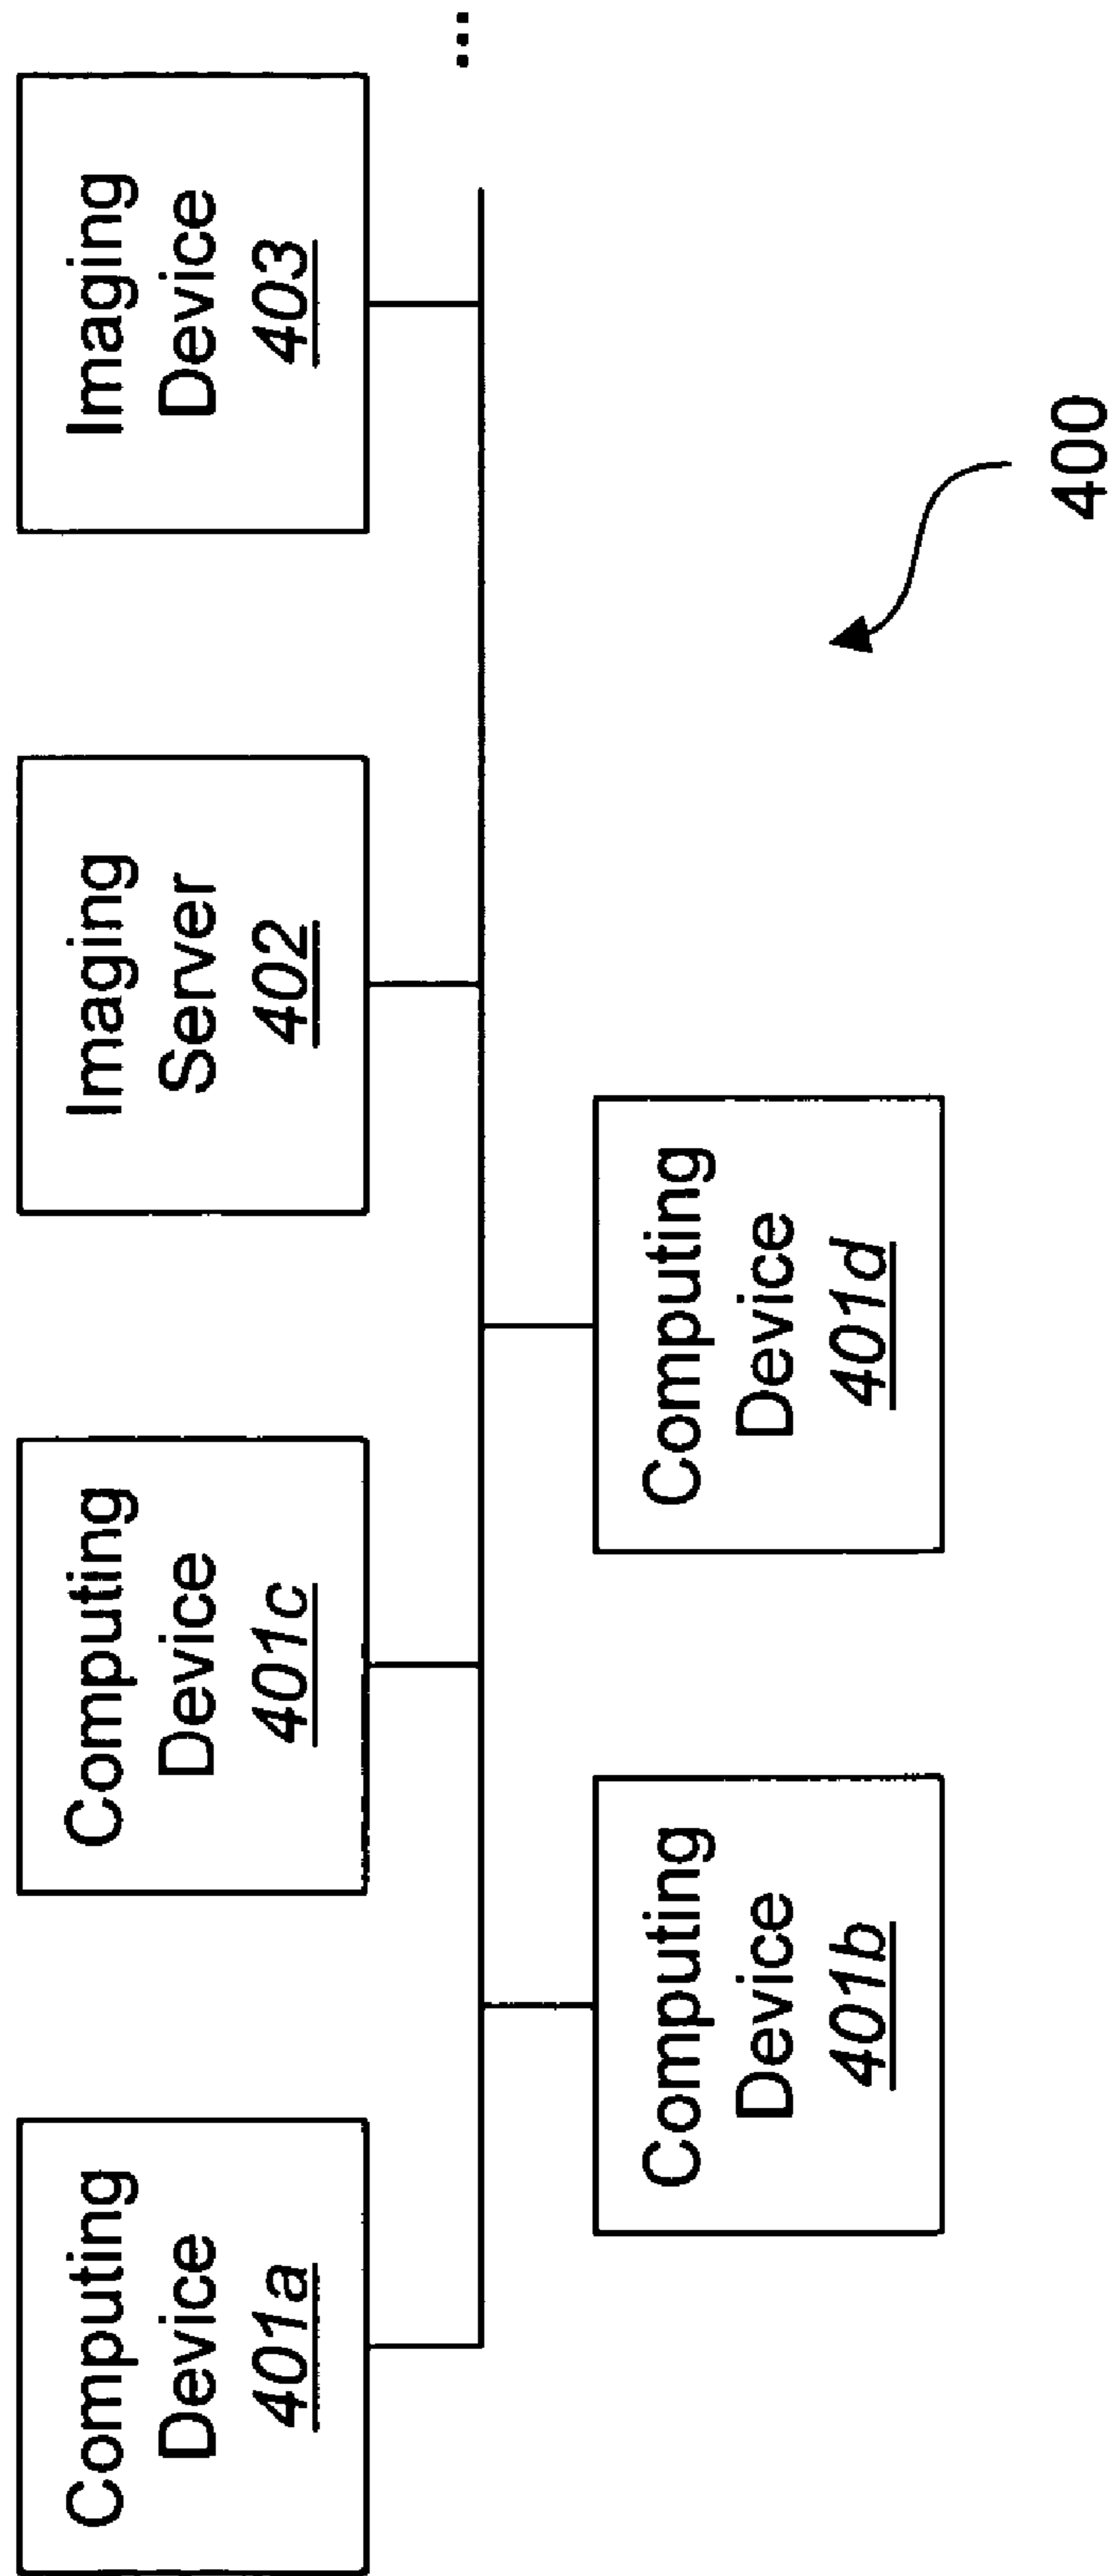 Computing
Device
401a
Computing
Device
401c
Imaging
Server
402
Imaging
Device
403
...
Computing
Device
401b
Computing
Device
401d
400